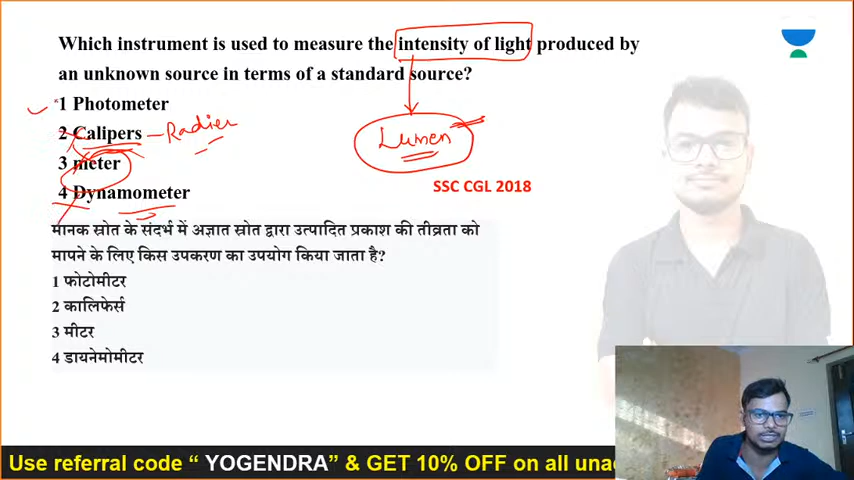 Which instrument is used to measure the intensity of light produced by
an unknown source in terms of a standard source?
1 Photometer
2 Calipers – Radier
3 meter
4 Dynamometer
Lumen
SSC CGL 2018
मानक स्रोत के संदर्भ में अज्ञात स्रोत द्वारा उत्पादित प्रकाश की तीव्रता को
मापने के लिए किस उपकरण का उपयोग किया जाता है?
1 फोटोमीटर
2 कालिफेर्स
3 मीटर
4 डायनेमोमीटर
Use referral code “ YOGENDRA” & GET 10% OFF on all una